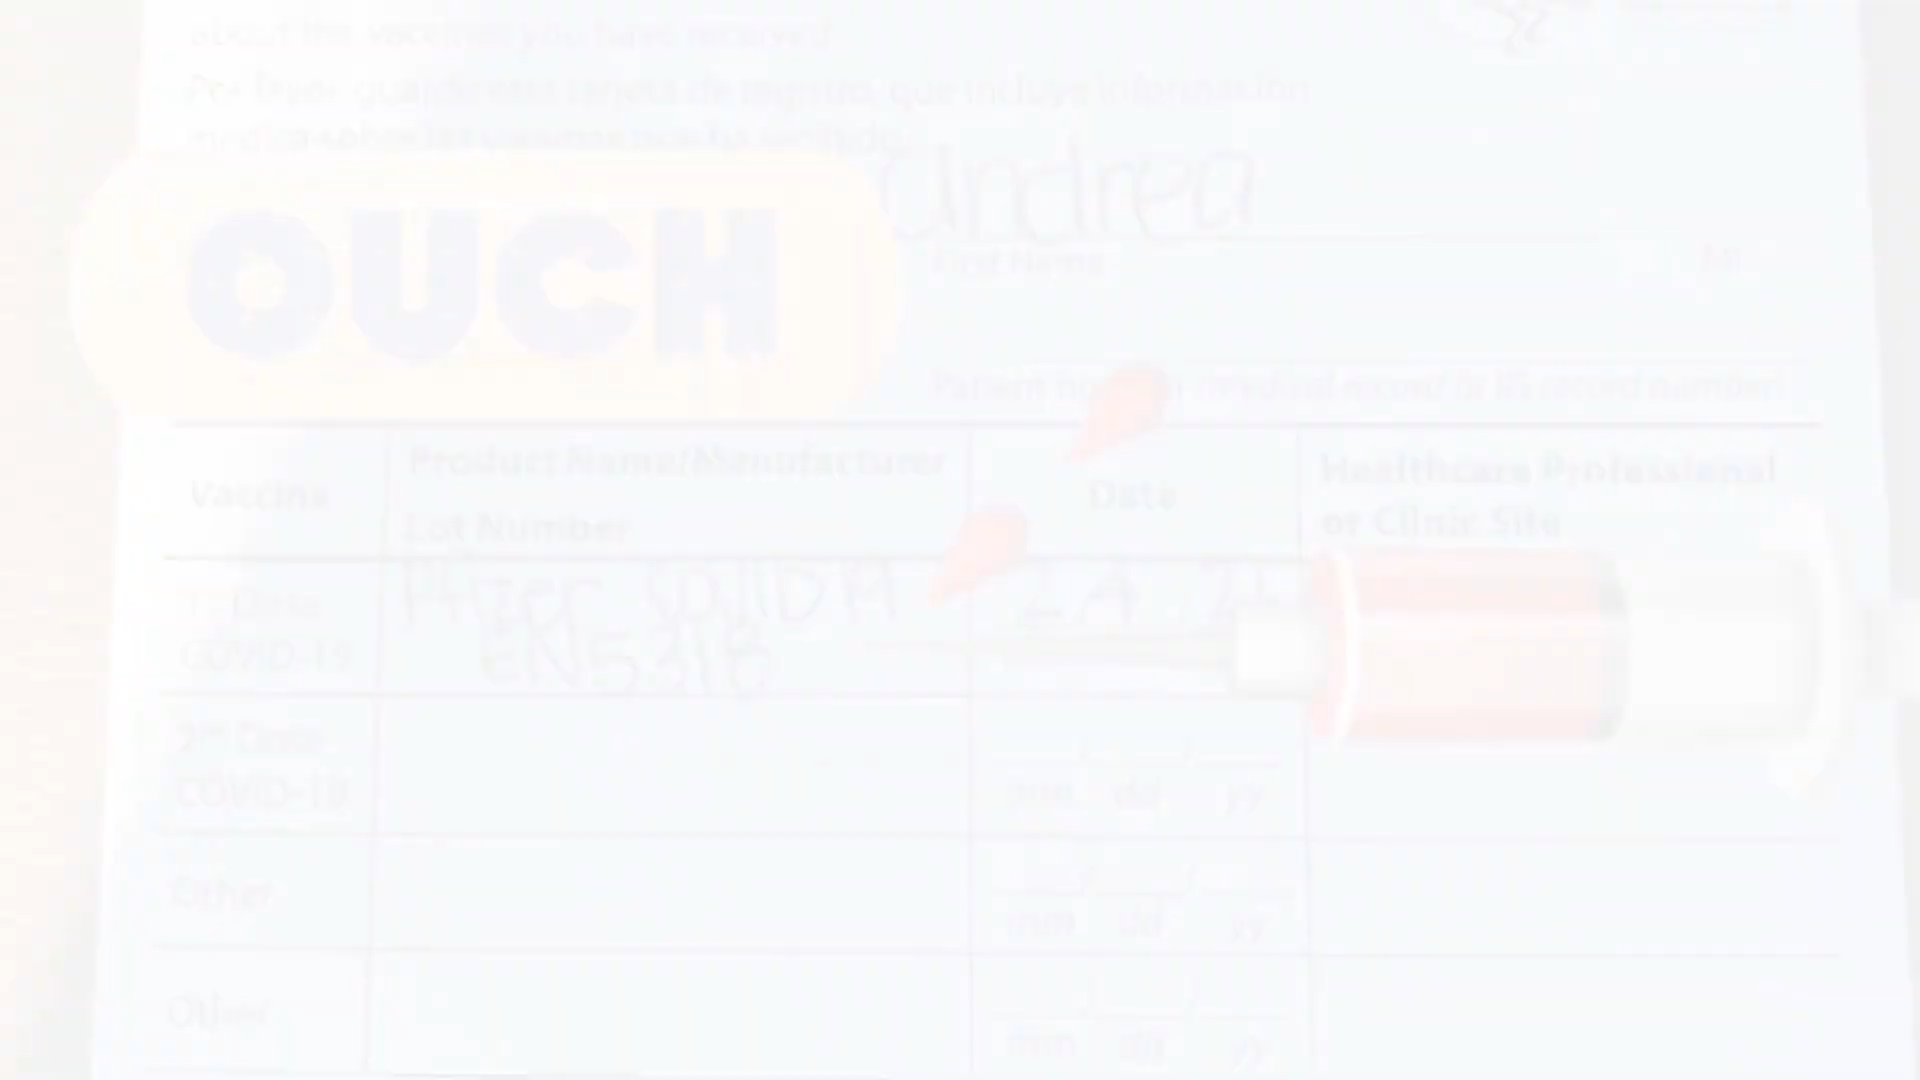 about the vaccines you have received
Por favor, guarde esta tarjeta de registro, que incluye información
médica sobre las vacunas que ha recibido.
Andrea
OUCH
First Name MI
Patient number (medical record or IIS record number)
Vaccine Product Name/Manufacturer Date Healthcare Professional
Lot Number or Clinic Site
1st Dose Pfizer
COVID-19 EN5318
2nd Dose
COVID-19 mm dd yy
Other
mm dd yy
Other
mm dd yy